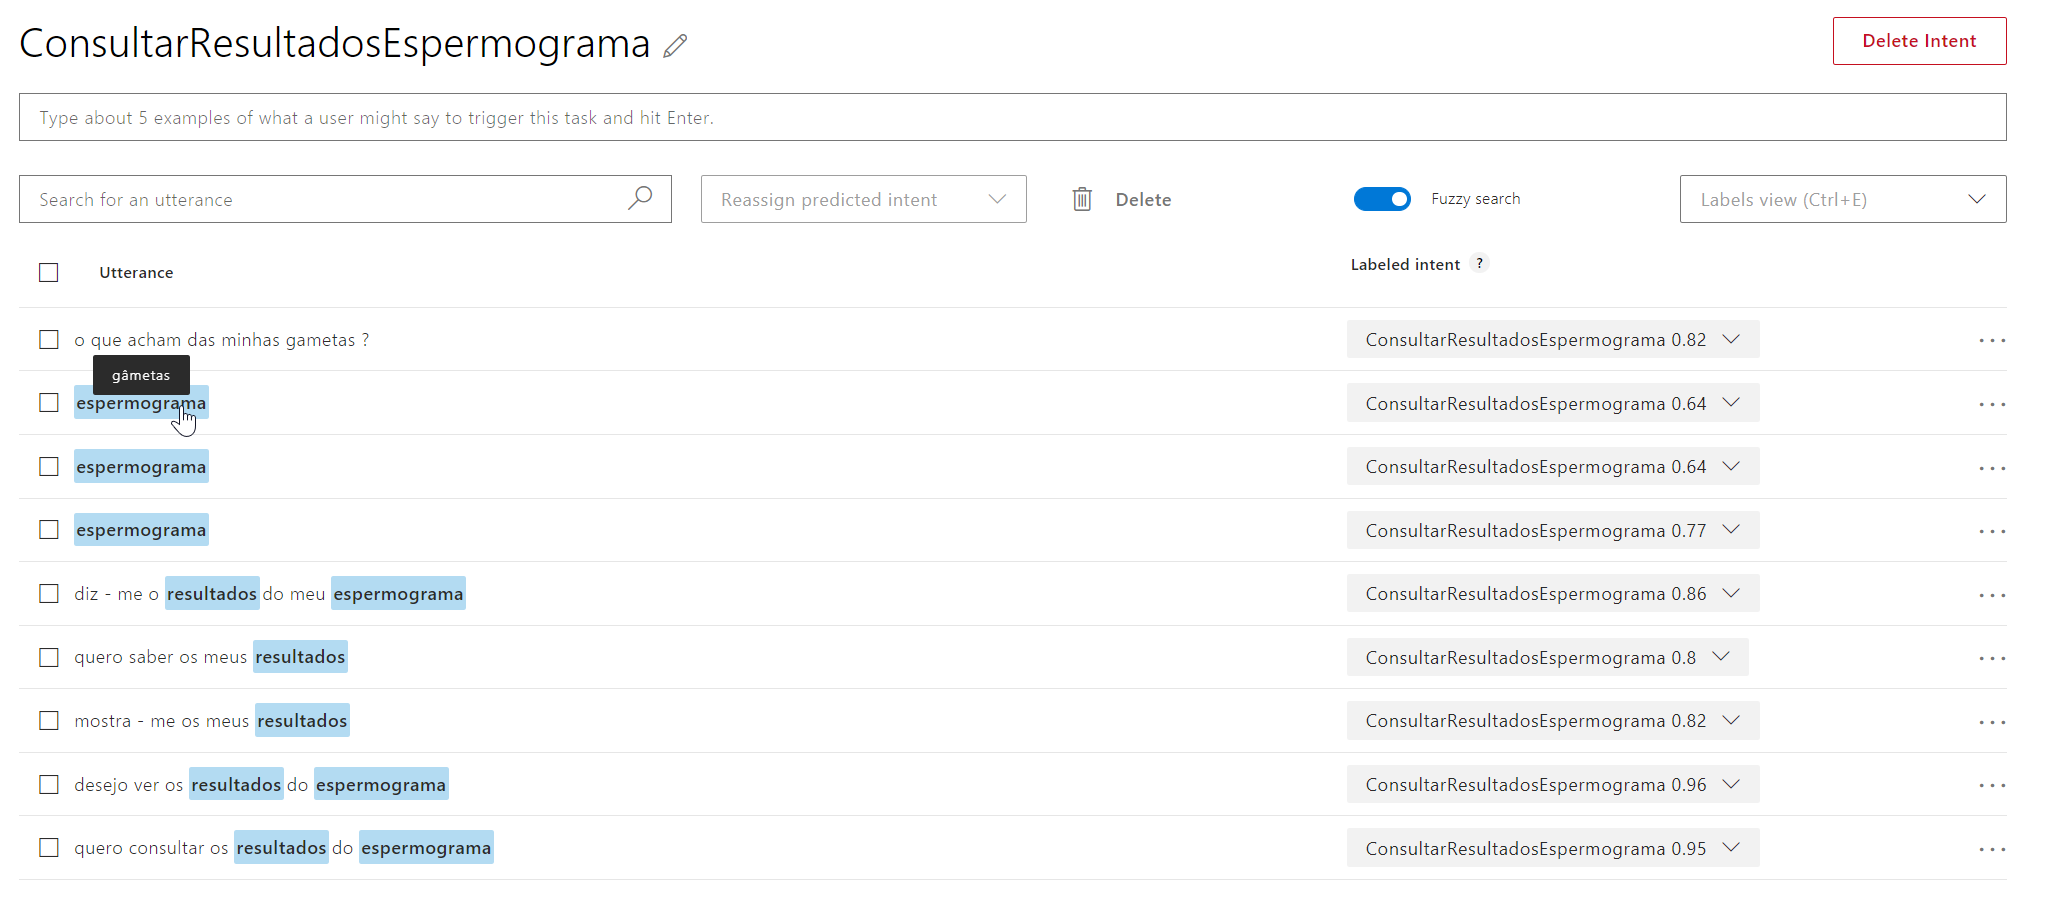 ConsultarResultadosEspermograma
Delete Intent
Type about 5 examples of what a user might say to trigger this task and hit Enter.
Search for an utterance
Reassign predicted intent
Delete
Fuzzy search
Labels view (Ctrl+E)
Utterance
Labeled intent ?
o que acham das minhas gametas ?
ConsultarResultadosEspermograma 0.82
gâmetas
espermograma
ConsultarResultadosEspermograma 0.64
espermograma
ConsultarResultadosEspermograma 0.64
espermograma
ConsultarResultadosEspermograma 0.77
diz - me o resultados do meu espermograma
ConsultarResultadosEspermograma 0.86
quero saber os meus resultados
ConsultarResultadosEspermograma 0.8
mostra - me os meus resultados
ConsultarResultadosEspermograma 0.82
desejo ver os resultados do espermograma
ConsultarResultadosEspermograma 0.96
quero consultar os resultados do espermograma
ConsultarResultadosEspermograma 0.95